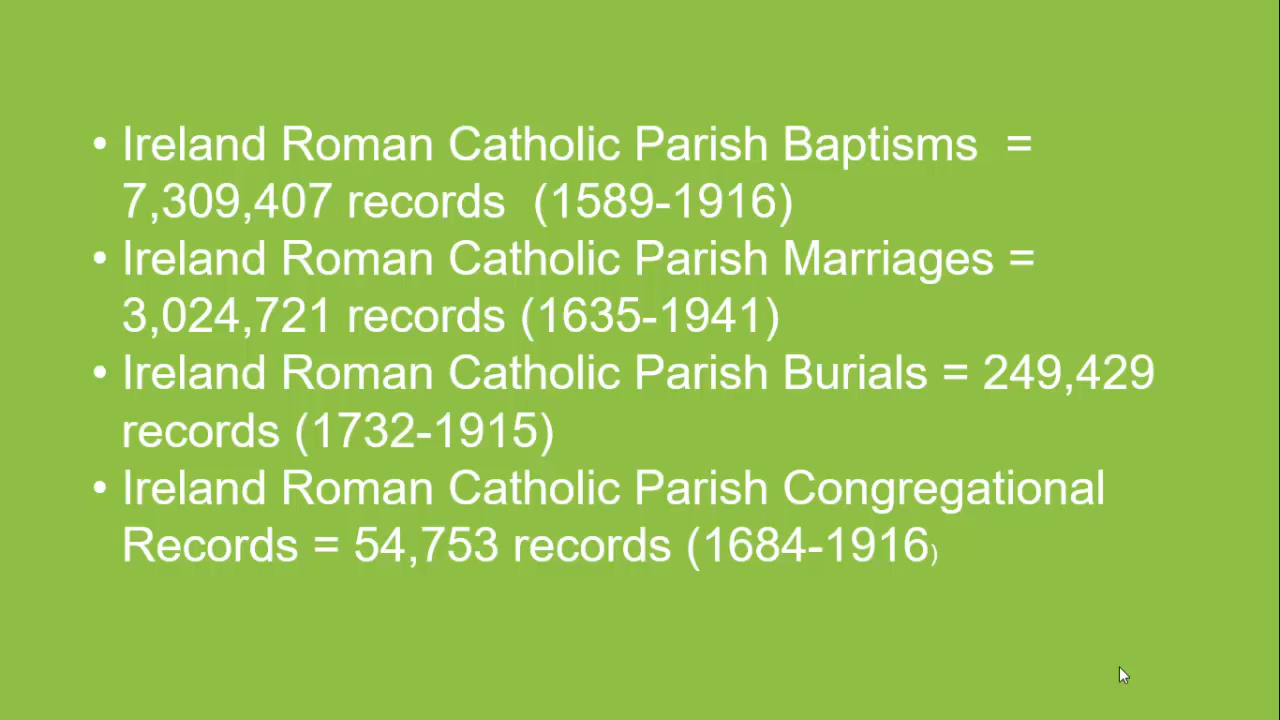 • Ireland Roman Catholic Parish Baptisms  =
7,309,407 records  (1589-1916)
• Ireland Roman Catholic Parish Marriages =
3,024,721 records (1635-1941)
• Ireland Roman Catholic Parish Burials = 249,429
records (1732-1915)
• Ireland Roman Catholic Parish Congregational
Records = 54,753 records (1684-1916)